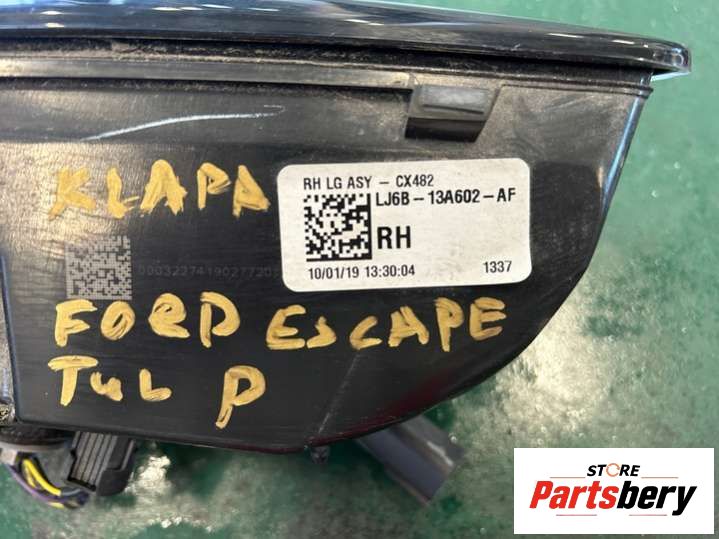 KLAPA
RH LG ASY - CX482
LJ6B-13A602-AF
RH
10/01/19 13:30:04 1337
FORD ESCAPE
TUL P
STORE
Partsbery